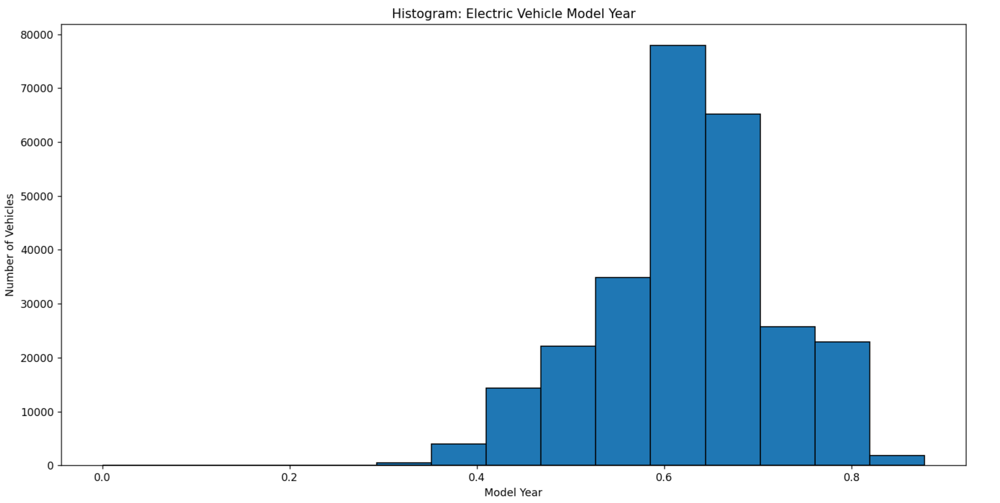 Histogram: Electric Vehicle Model Year
80000
70000
60000
50000
40000
30000
20000
10000
0
Number of Vehicles
0.0 0.2 0.4 0.6 0.8
Model Year